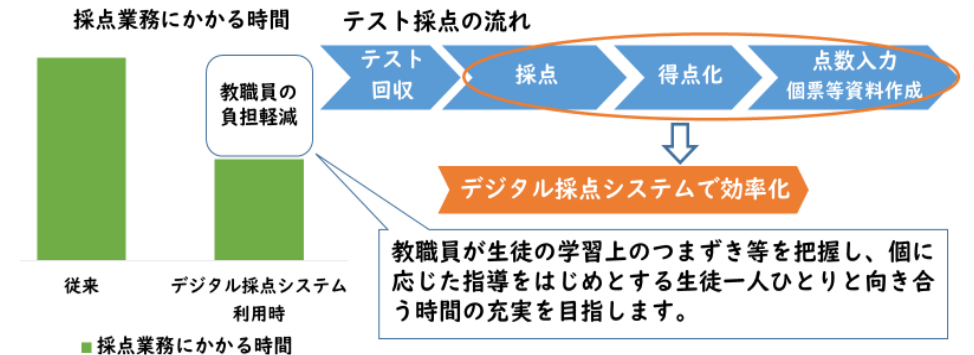 採点業務にかかる時間
教職員の
負担軽減
従来
デジタル採点システム
利用時
採点業務にかかる時間
テスト採点の流れ
テスト
回収
採点
得点化
点数入力
個票等資料作成
デジタル採点システムで効率化
教職員が生徒の学習上のつまずき等を把握し、個に
応じた指導をはじめとする生徒一人ひとりと向き合
う時間の充実を目指します。